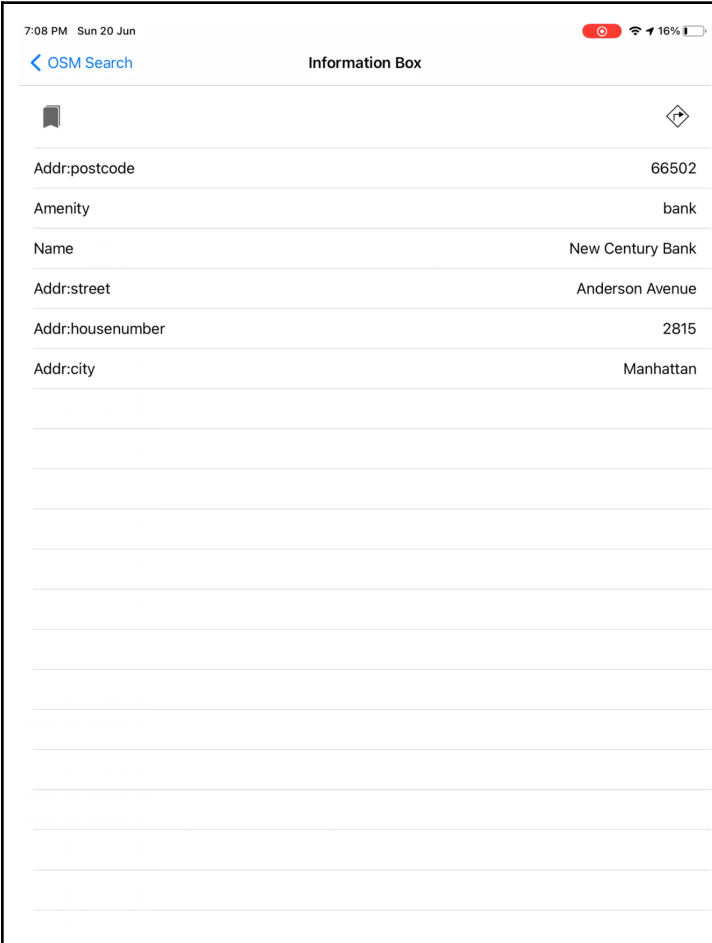 7:08 PM Sun 20 Jun 16%
OSM Search Information Box
Addr:postcode 66502
Amenity bank
Name New Century Bank
Addr:street Anderson Avenue
Addr:housenumber 2815
Addr:city Manhattan